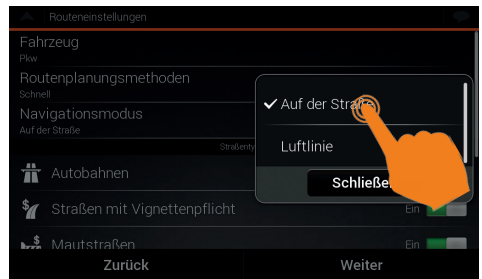 Routeneinstellungen
Fahrzeug
Pkw
Routenplanungsmethoden
Schnell
Navigationsmodus
Auf der Straße
Auf der Straße
Luftlinie
Autobahnen
Straßen mit Vignettenpflicht
Ein
Mautstraßen
Ein
Zurück
Weiter